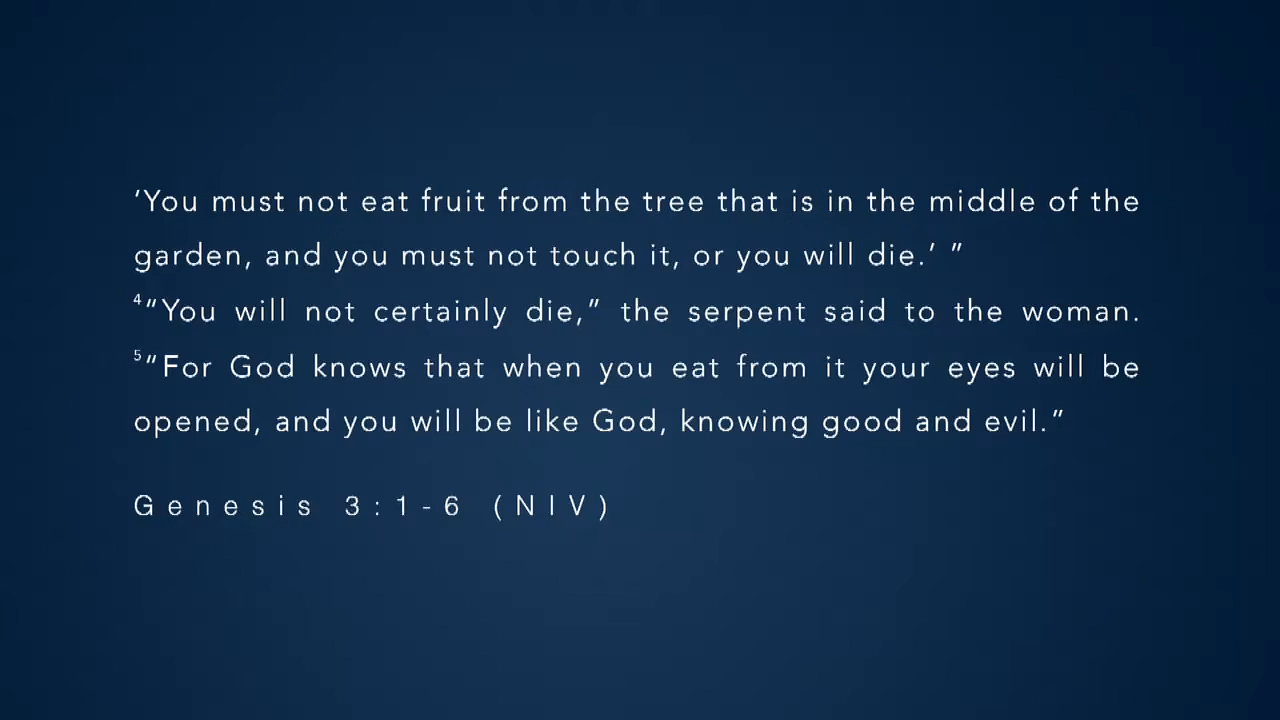 ‘You must not eat fruit from the tree that is in the middle of the
garden, and you must not touch it, or you will die.’ ”
⁴“You will not certainly die,” the serpent said to the woman.
⁵“For God knows that when you eat from it your eyes will be
opened, and you will be like God, knowing good and evil.”
Genesis 3:1-6 (NIV)